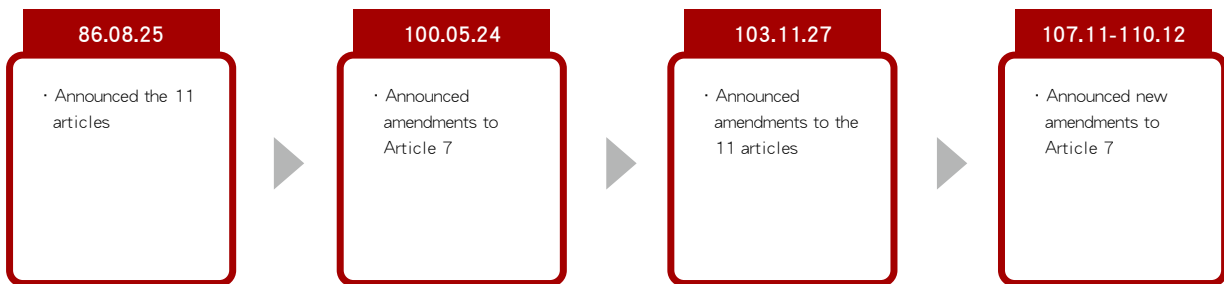 86.08.25
· Announced the 11
articles
100.05.24
· Announced
amendments to
Article 7
103.11.27
· Announced
amendments to the
11 articles
107.11-110.12
· Announced new
amendments to
Article 7